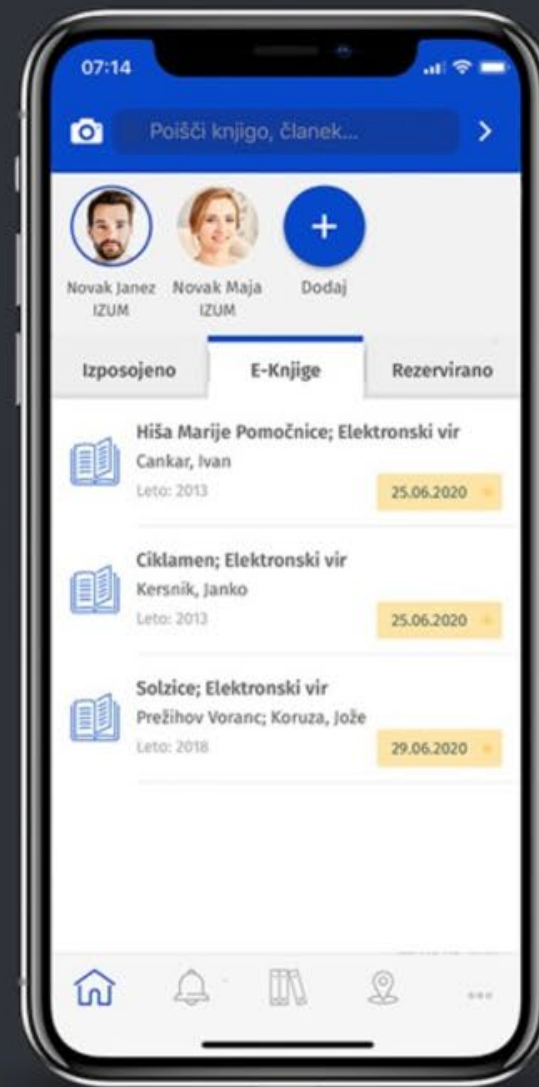 07:14
Poišči knjigo, članek...
Novak Janez
IZUM
Novak Maja
IZUM
Dodaj
Izposojeno
E-Knjige
Rezervirano
Hiša Marije Pomočnice; Elektronski vir
Cankar, Ivan
Leto: 2013
25.06.2020
Ciklamen; Elektronski vir
Kersnik, Janko
Leto: 2013
25.06.2020
Solzice; Elektronski vir
Prežihov Voranc; Koruza, Jože
Leto: 2018
29.06.2020